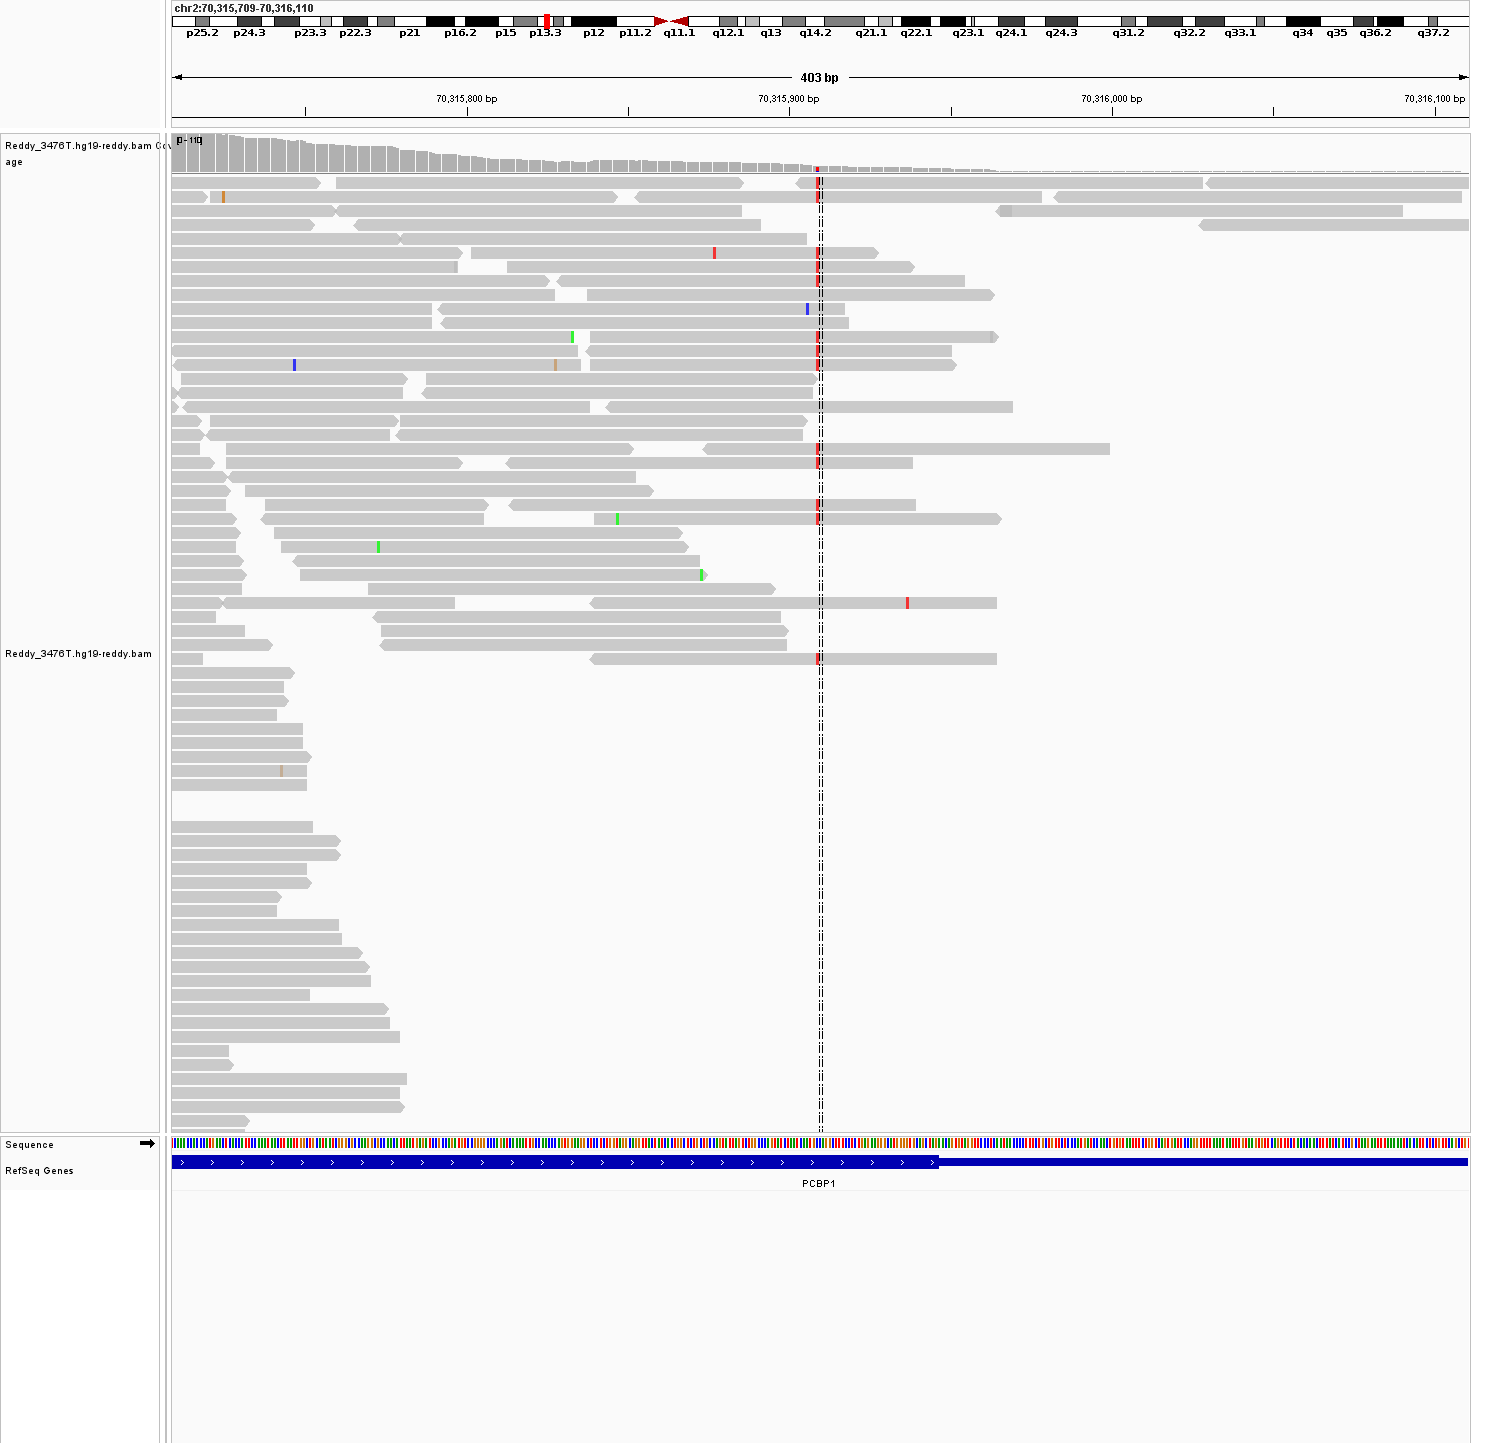 chr2:70,315,709-70,316,110
p25.2 p24.3 p23.3 p22.3 p21 p16.2 p15 p13.3 p12 p11.2 q11.1 q12.1 q13 q14.2 q21.1 q22.1 q23.1 q24.1 q24.3 q31.2 q32.2 q33.1 q34 q35 q36.2 q37.2
403 bp
70,315,800 bp 70,315,900 bp 70,316,000 bp 70,316,100 bp
Reddy_3476T.hg19-reddy.bam Cov
age
[0 - 110]
Reddy_3476T.hg19-reddy.bam
Sequence
RefSeq Genes
PCBP1